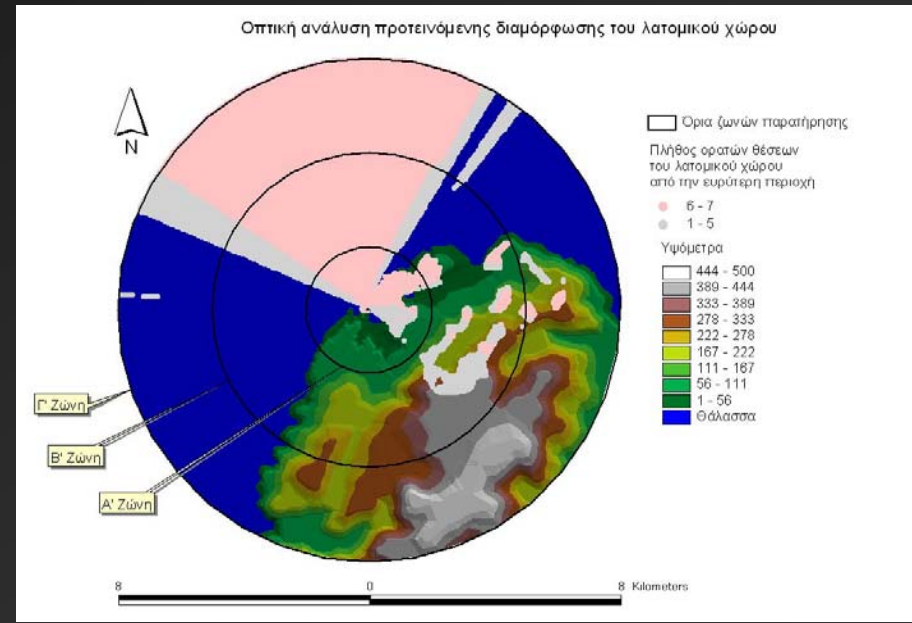 Οπτική ανάλυση προτεινόμενης διαμόρφωσης του λατομικού χώρου
N
Όρια ζωνών παρατήρησης
Πλήθος ορατών θέσεων
του λατομικού χώρου
από την ευρύτερη περιοχή
6 - 7
1 - 5
Υψόμετρα
444 - 500
389 - 444
333 - 389
278 - 333
222 - 278
167 - 222
111 - 167
56 - 111
1 - 56
Θάλασσα
Γ' Ζώνη
Β' Ζώνη
Α' Ζώνη
8 0 8 Kilometers